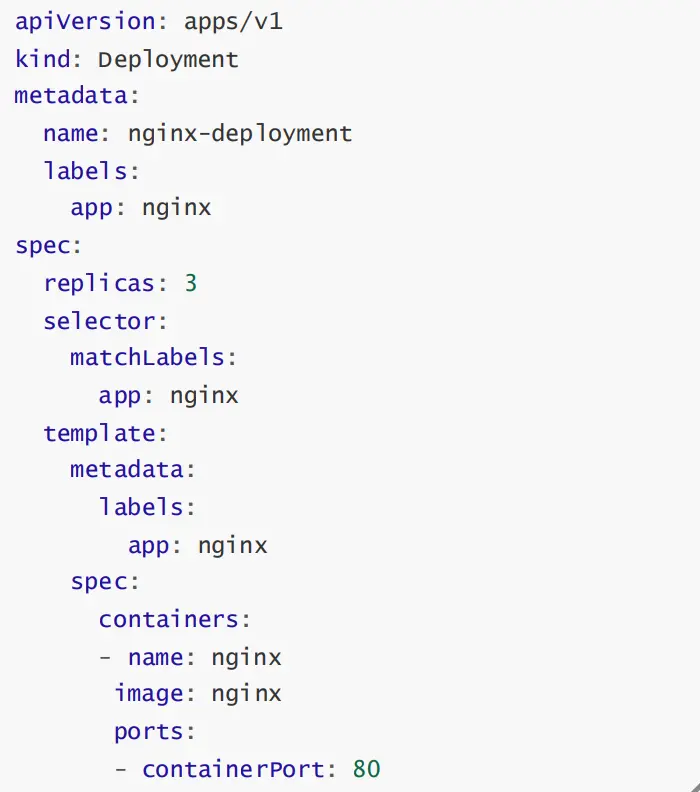 apiVersion: apps/v1
kind: Deployment
metadata:
  name: nginx-deployment
  labels:
    app: nginx
spec:
  replicas: 3
  selector:
    matchLabels:
      app: nginx
  template:
    metadata:
      labels:
        app: nginx
    spec:
      containers:
      - name: nginx
       image: nginx
       ports:
       - containerPort: 80